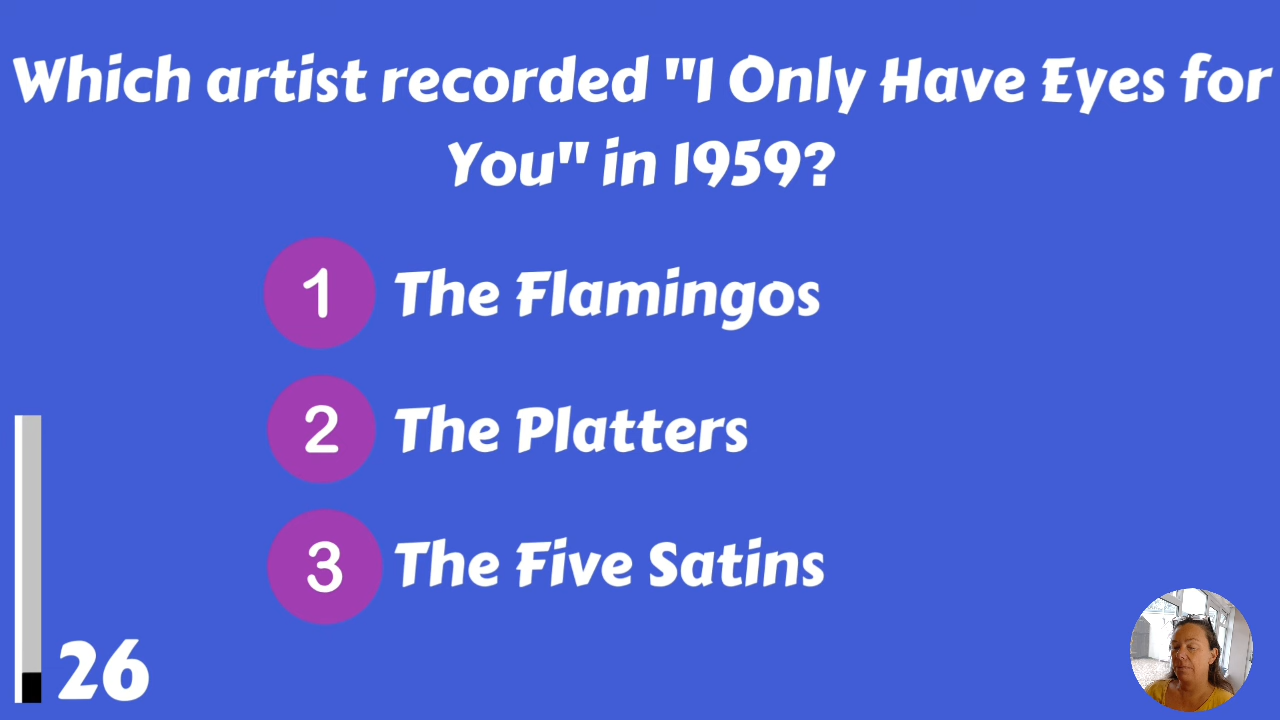 Which artist recorded "I Only Have Eyes for
You" in 1959?
1 The Flamingos
2 The Platters
3 The Five Satins
26